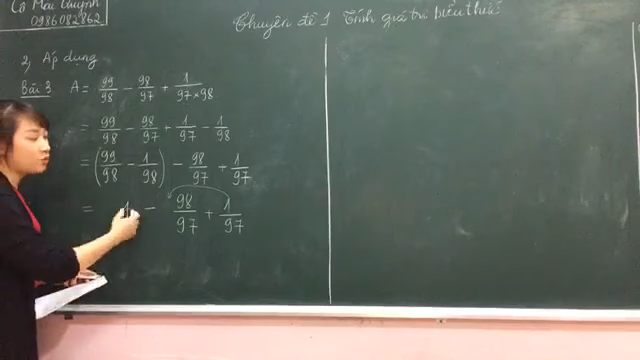 Cô Mai Quỳnh
0986082862
Chuyên đề 1 Tính giá trị biểu thức
2, Áp dụng
Bài 3 A = 99/98 - 98/97 + 1/97×98
= 99/98 - 98/97 + 1/97 - 1/98
= (99/98 - 1/98) - 98/97 + 1/97
= 1 - 98/97 + 1/97